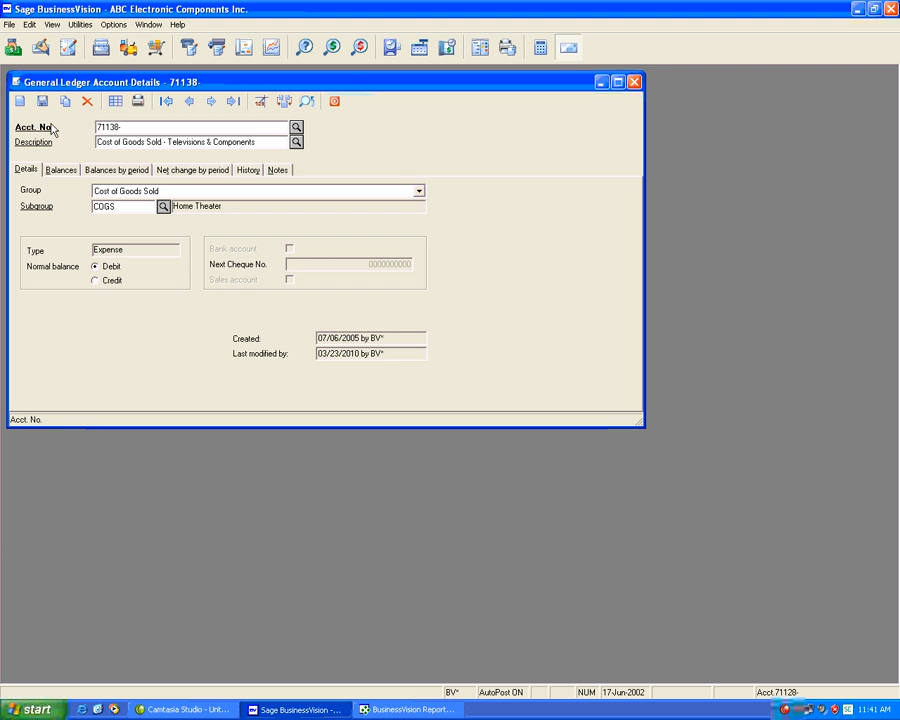 Sage BusinessVision - ABC Electronic Components Inc.
File Edit View Utilities Options Window Help
General Ledger Account Details - 71138-
Acct. No. 71138-
Description Cost of Goods Sold - Televisions & Components
Details Balances Balances by period Net change by period History Notes
Group Cost of Goods Sold
Subgroup COGS Home Theater
Type Expense
Normal balance Debit
Credit
Bank account
Next Cheque No. 0000000000
Sales account
Created: 07/06/2005 by BV*
Last modified by: 03/23/2010 by BV*
Acct. No.
BV* AutoPost ON NUM 17-Jun-2002 Acct.71128-
start Camtasia Studio - Unt... Sage BusinessVision -... BusinessVision Report... SE 11:41 AM